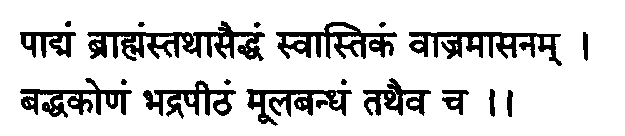 पाद्मं ब्राह्मंस्तथासैद्धं स्वास्तिकं वाज्रमासनम् ।
बद्धकोणं भद्रपीठं मूलबन्धं तथैव च ।।